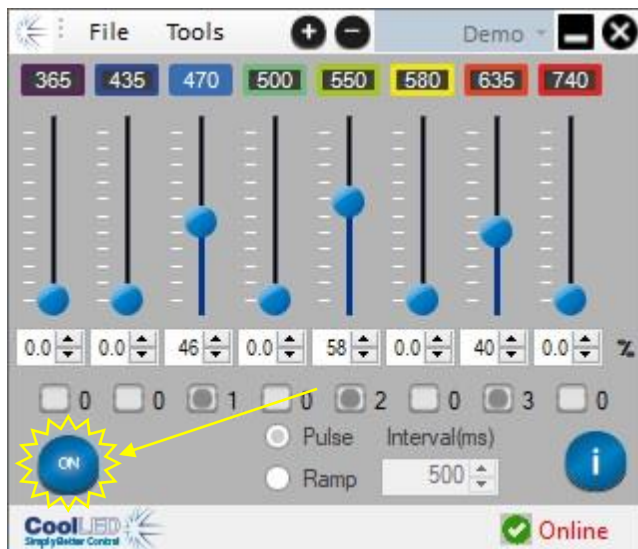 File Tools Demo
365 435 470 500 550 580 635 740
0.0 0.0 46 0.0 58 0.0 40 0.0 %
0 0 1 0 2 0 3 0
Pulse Interval(ms)
ON
i
Ramp 500
CoolLED
Simply Better Control
Online